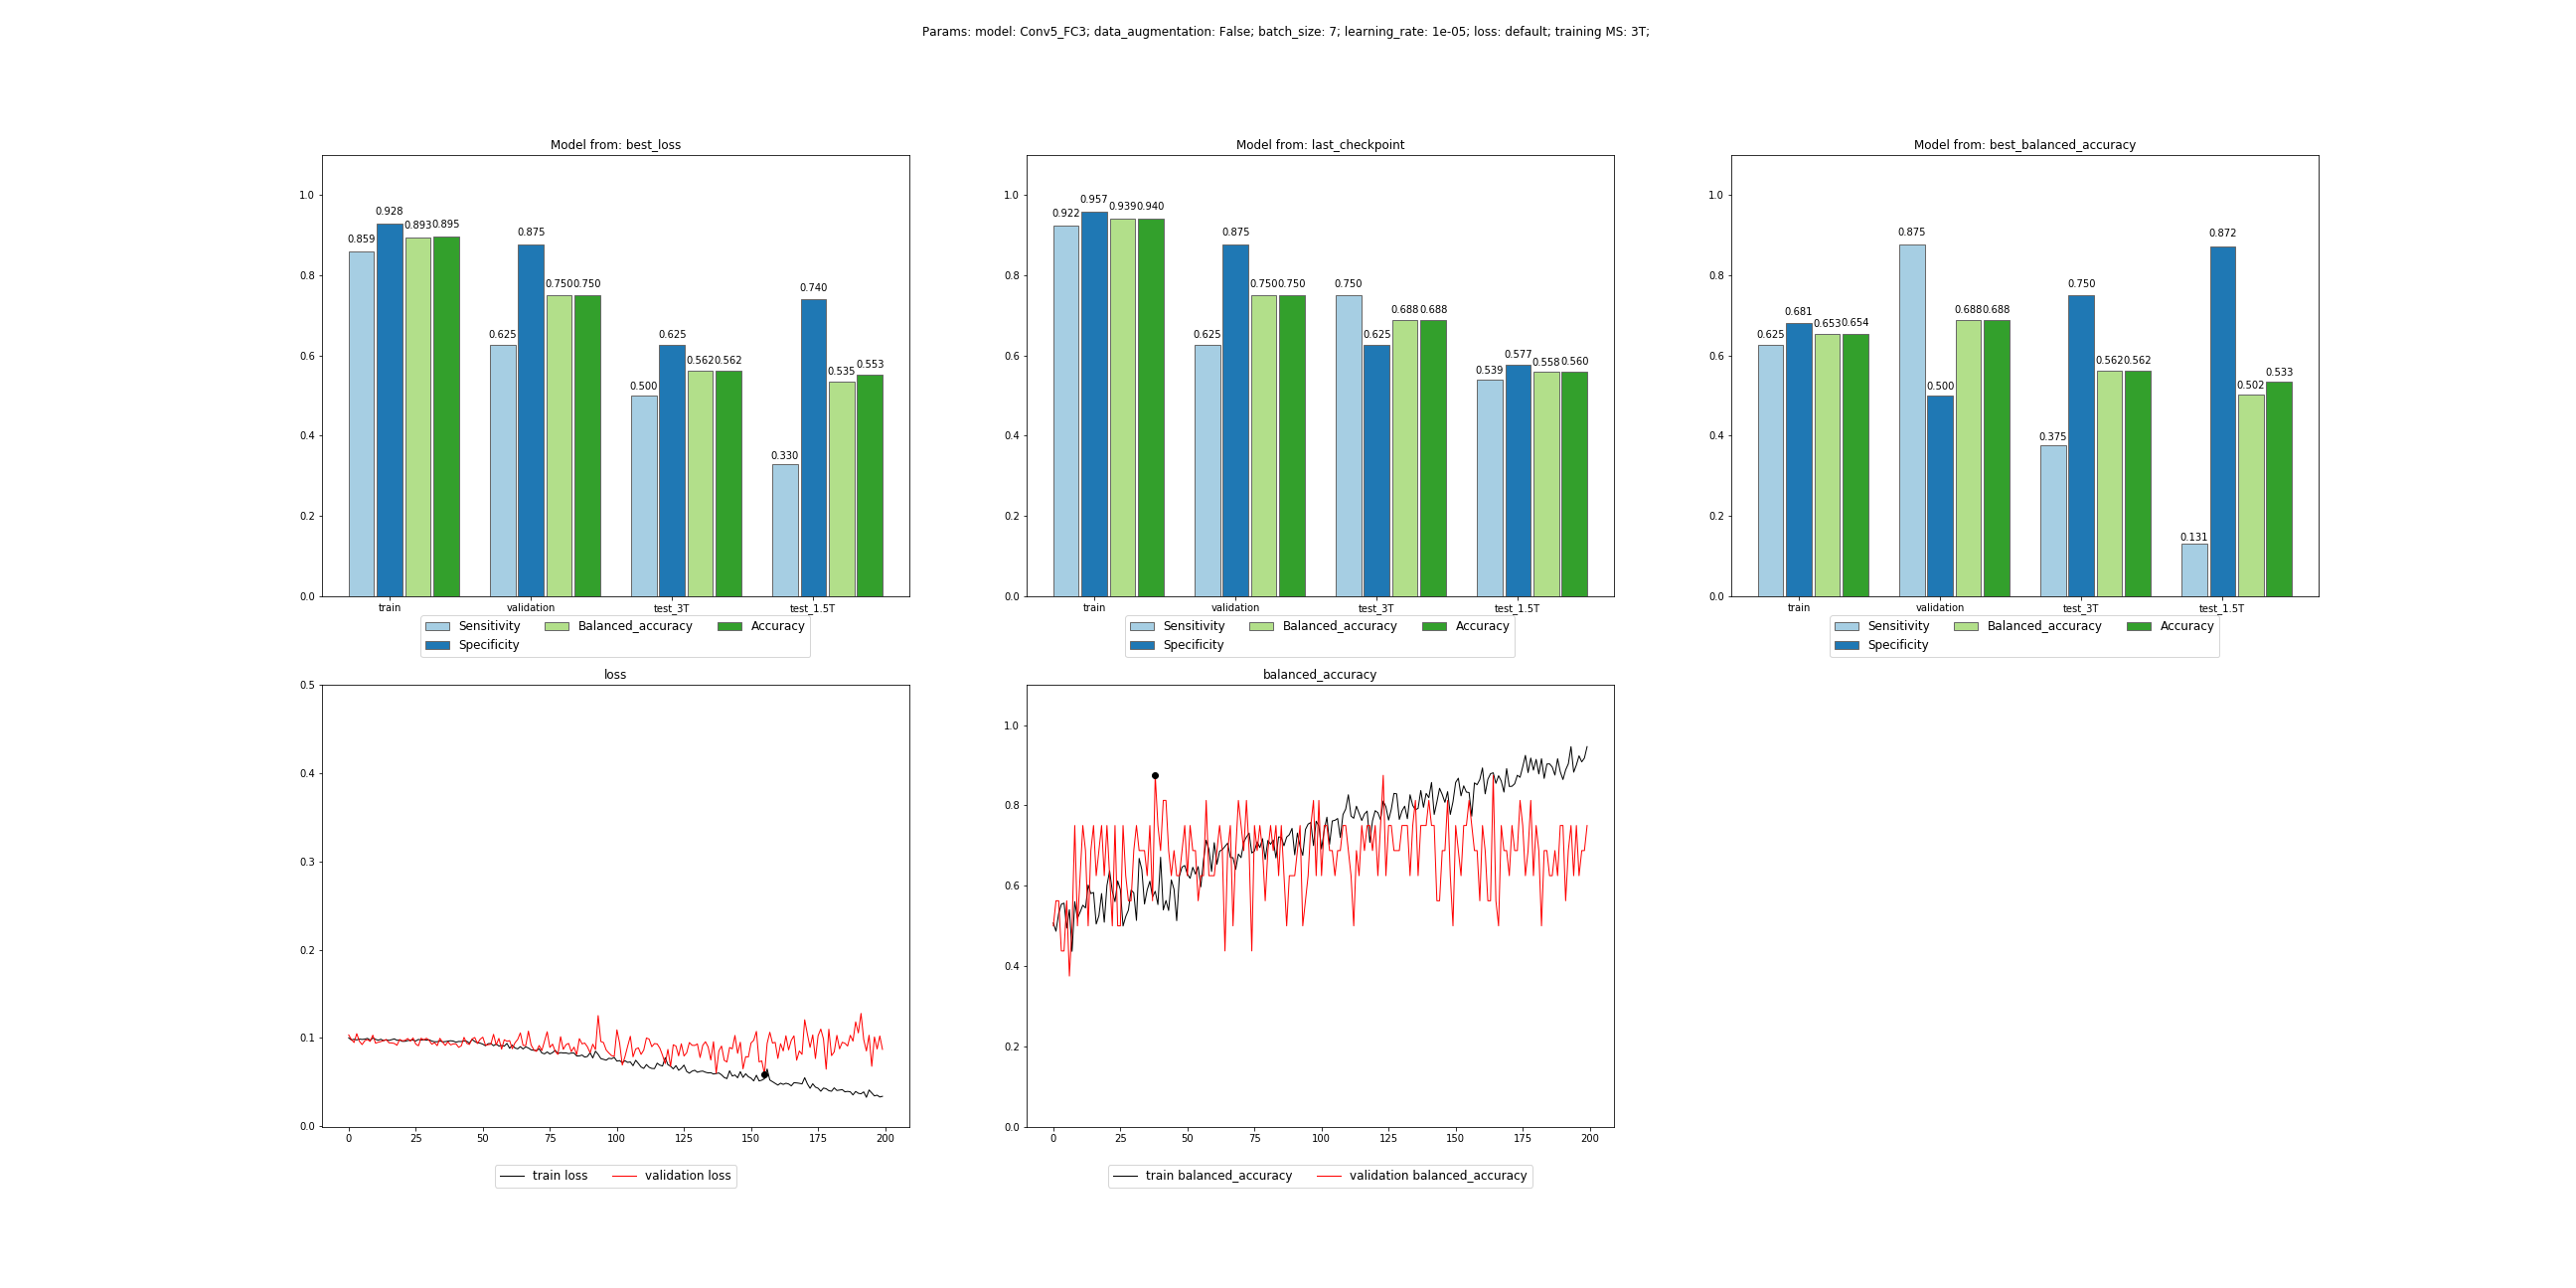 Params: model: Conv5_FC3; data_augmentation: False; batch_size: 7; learning_rate: 1e-05; loss: default; training MS: 3T;
Model from: best_loss
1.0
0.8
0.6
0.4
0.2
0.0
0.859
0.928
0.893
0.895
0.625
0.875
0.750
0.750
0.500
0.625
0.562
0.562
0.330
0.740
0.535
0.553
train
validation
test_3T
test_1.5T
Sensitivity
Balanced_accuracy
Accuracy
Specificity
Model from: last_checkpoint
1.0
0.8
0.6
0.4
0.2
0.0
0.922
0.957
0.939
0.940
0.625
0.875
0.750
0.750
0.750
0.625
0.688
0.688
0.539
0.577
0.558
0.560
train
validation
test_3T
test_1.5T
Sensitivity
Balanced_accuracy
Accuracy
Specificity
Model from: best_balanced_accuracy
1.0
0.8
0.6
0.4
0.2
0.0
0.625
0.681
0.653
0.654
0.875
0.500
0.688
0.688
0.375
0.750
0.562
0.562
0.131
0.872
0.502
0.533
train
validation
test_3T
test_1.5T
Sensitivity
Balanced_accuracy
Accuracy
Specificity
loss
0.5
0.4
0.3
0.2
0.1
0.0
0
25
50
75
100
125
150
175
200
train loss
validation loss
balanced_accuracy
1.0
0.8
0.6
0.4
0.2
0.0
0
25
50
75
100
125
150
175
200
train balanced_accuracy
validation balanced_accuracy